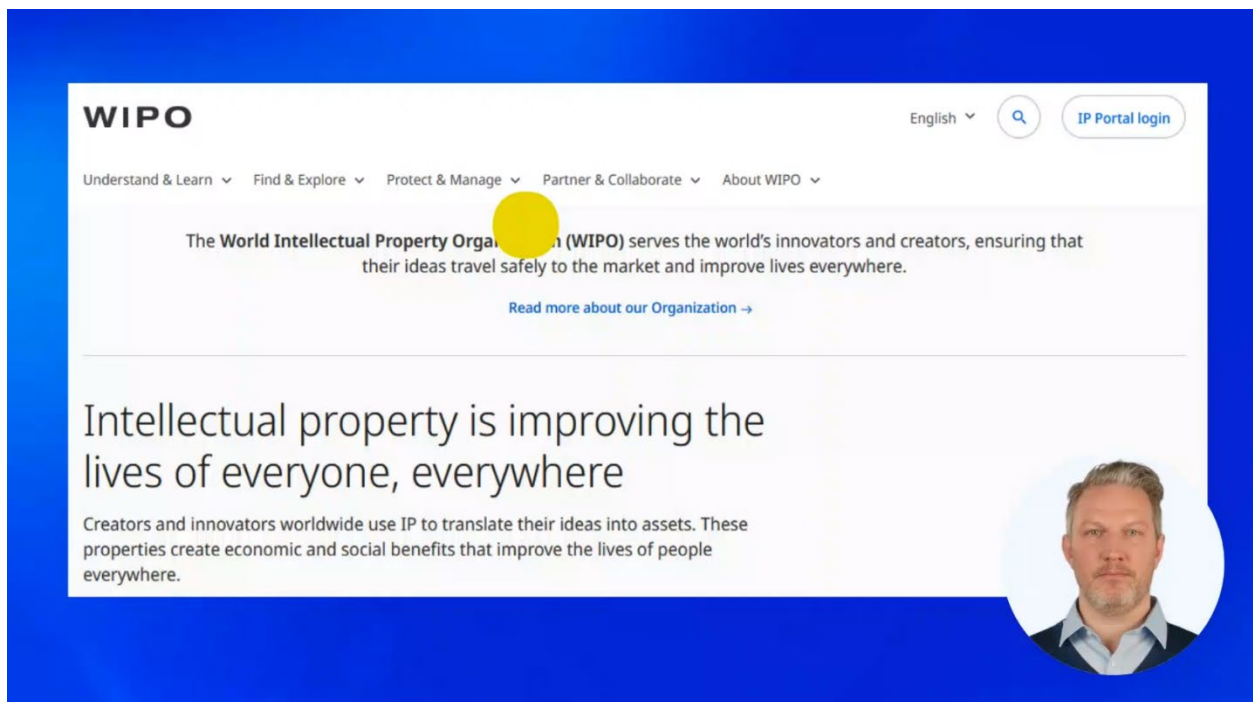 WIPO
English
IP Portal login
Understand & Learn Find & Explore Protect & Manage Partner & Collaborate About WIPO
The World Intellectual Property Orga (WIPO) serves the world's innovators and creators, ensuring that
their ideas travel safely to the market and improve lives everywhere.
Read more about our Organization →
Intellectual property is improving the
lives of everyone, everywhere
Creators and innovators worldwide use IP to translate their ideas into assets. These
properties create economic and social benefits that improve the lives of people
everywhere.